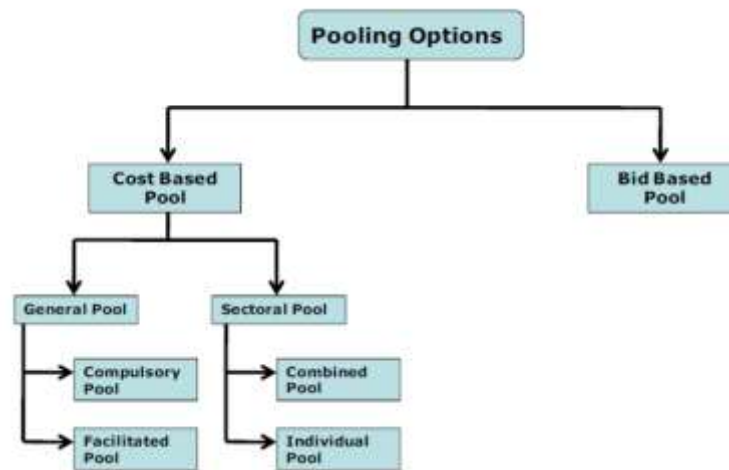 Pooling Options
Cost Based
Pool
Bid Based
Pool
General Pool
Sectoral Pool
Compulsory
Pool
Combined
Pool
Facilitated
Pool
Individual
Pool